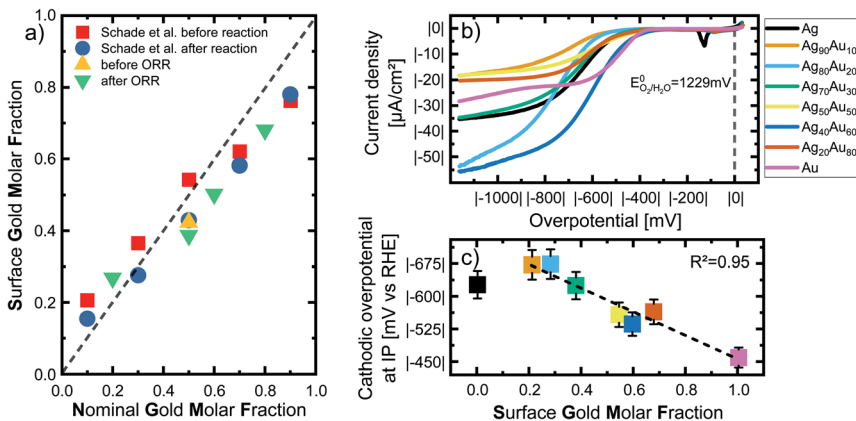 a)
Schade et al. before reaction
Schade et al. after reaction
before ORR
after ORR
Surface Gold Molar Fraction
1.0
0.8
0.6
0.4
0.2
0.0
0.0 0.2 0.4 0.6 0.8 1.0
Nominal Gold Molar Fraction
b)
Current density
[µA/cm²]
|0|
|-10|
|-20|
|-30|
|-40|
|-50|
E⁰O₂/H₂O=1229mV
|-1000| |-800| |-600| |-400| |-200| |0|
Overpotential [mV]
Ag
Ag₉₀Au₁₀
Ag₈₀Au₂₀
Ag₇₀Au₃₀
Ag₅₀Au₅₀
Ag₄₀Au₆₀
Ag₂₀Au₈₀
Au
c)
R²=0.95
Cathodic overpotential
at IP [mV vs RHE]
|-675|
|-600|
|-525|
|-450|
0.0 0.2 0.4 0.6 0.8 1.0
Surface Gold Molar Fraction